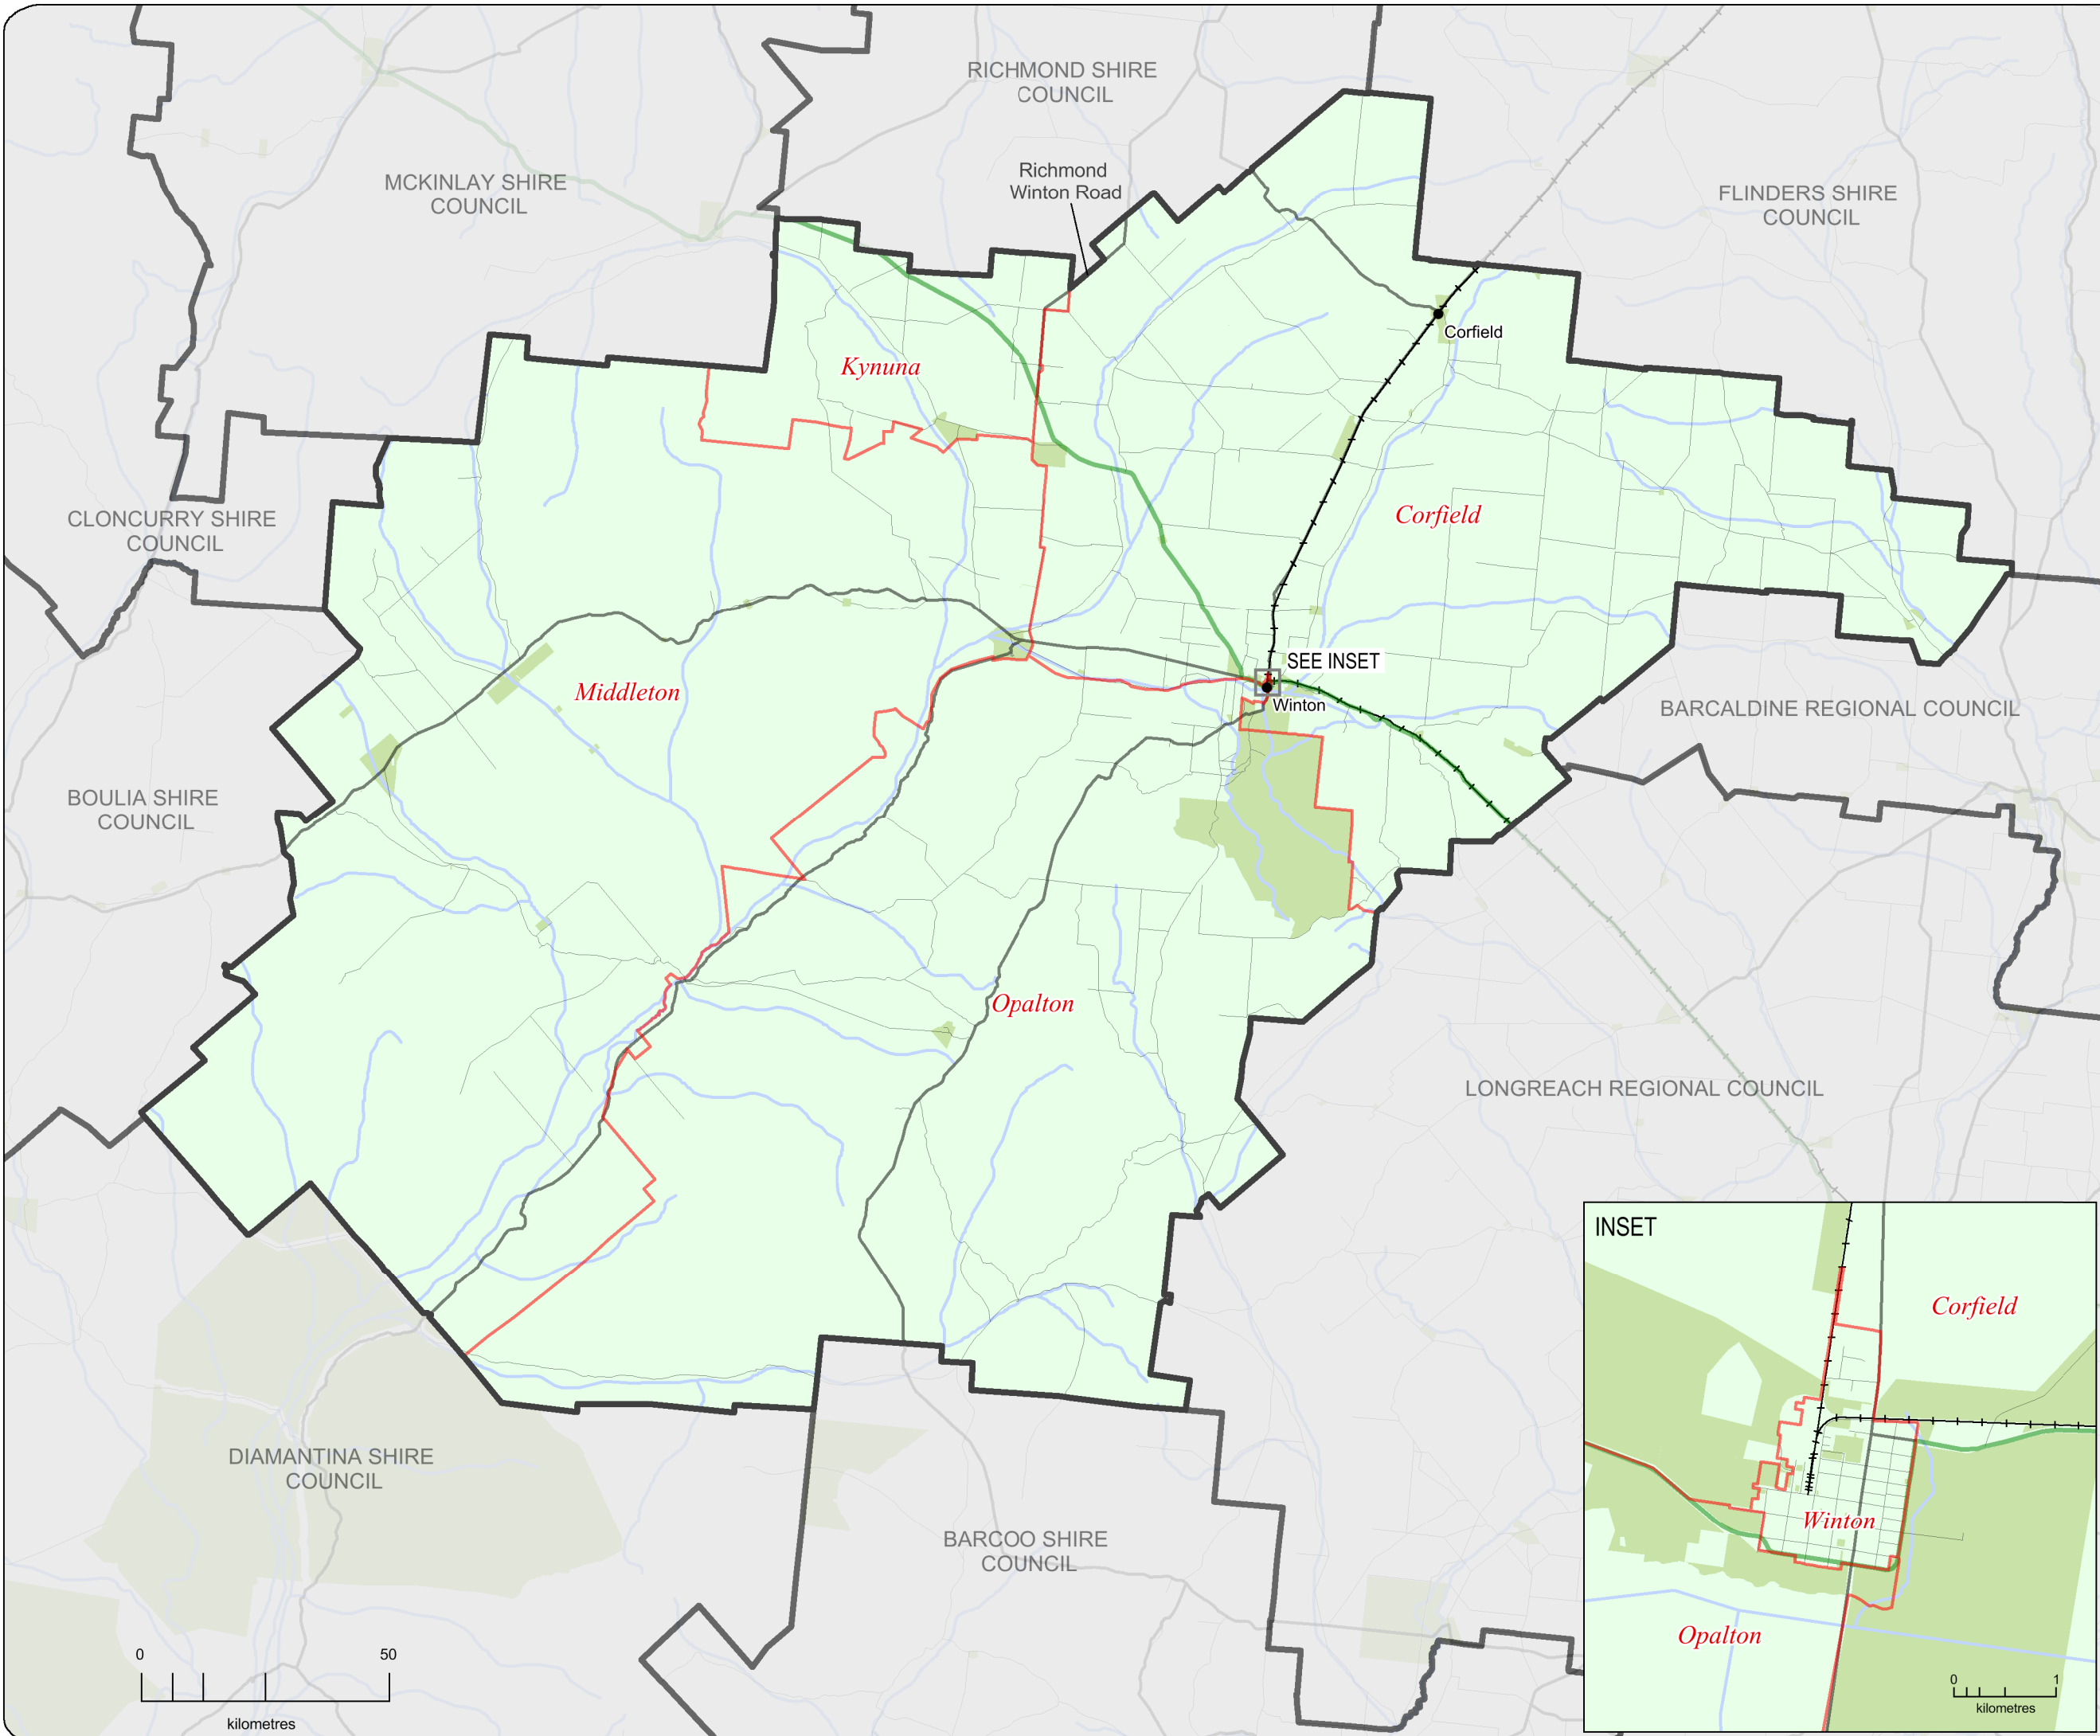 RICHMOND SHIRE
COUNCIL
MCKINLAY SHIRE
COUNCIL
Richmond
Winton Road
FLINDERS SHIRE
COUNCIL
Corfield
Kynuna
Corfield
CLONCURRY SHIRE
COUNCIL
SEE INSET
Middleton
Winton
BARCALDINE REGIONAL COUNCIL
BOULIA SHIRE
COUNCIL
Opalton
LONGREACH REGIONAL COUNCIL
INSET
Corfield
DIAMANTINA SHIRE
COUNCIL
BARCOO SHIRE
COUNCIL
Winton
Opalton
0 50
kilometres
0 1
kilometres